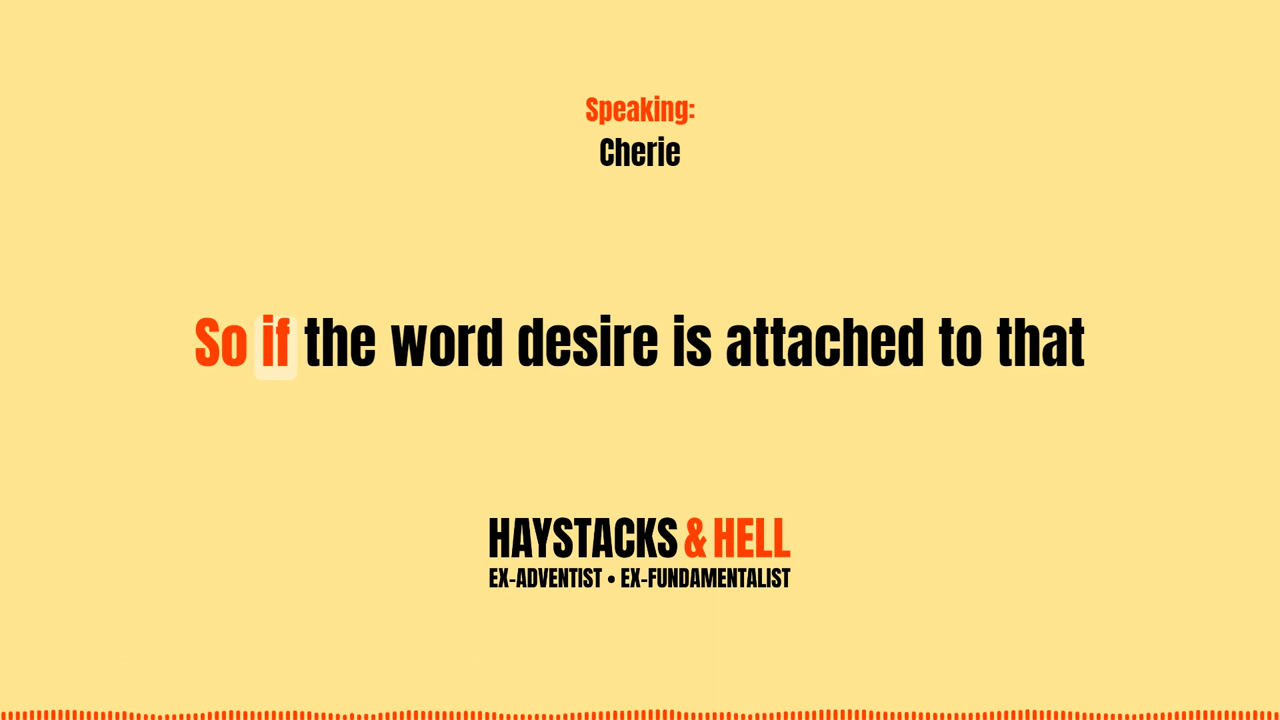 Speaking:
Cherie
So if the word desire is attached to that
HAYSTACKS & HELL
EX-ADVENTIST • EX-FUNDAMENTALIST